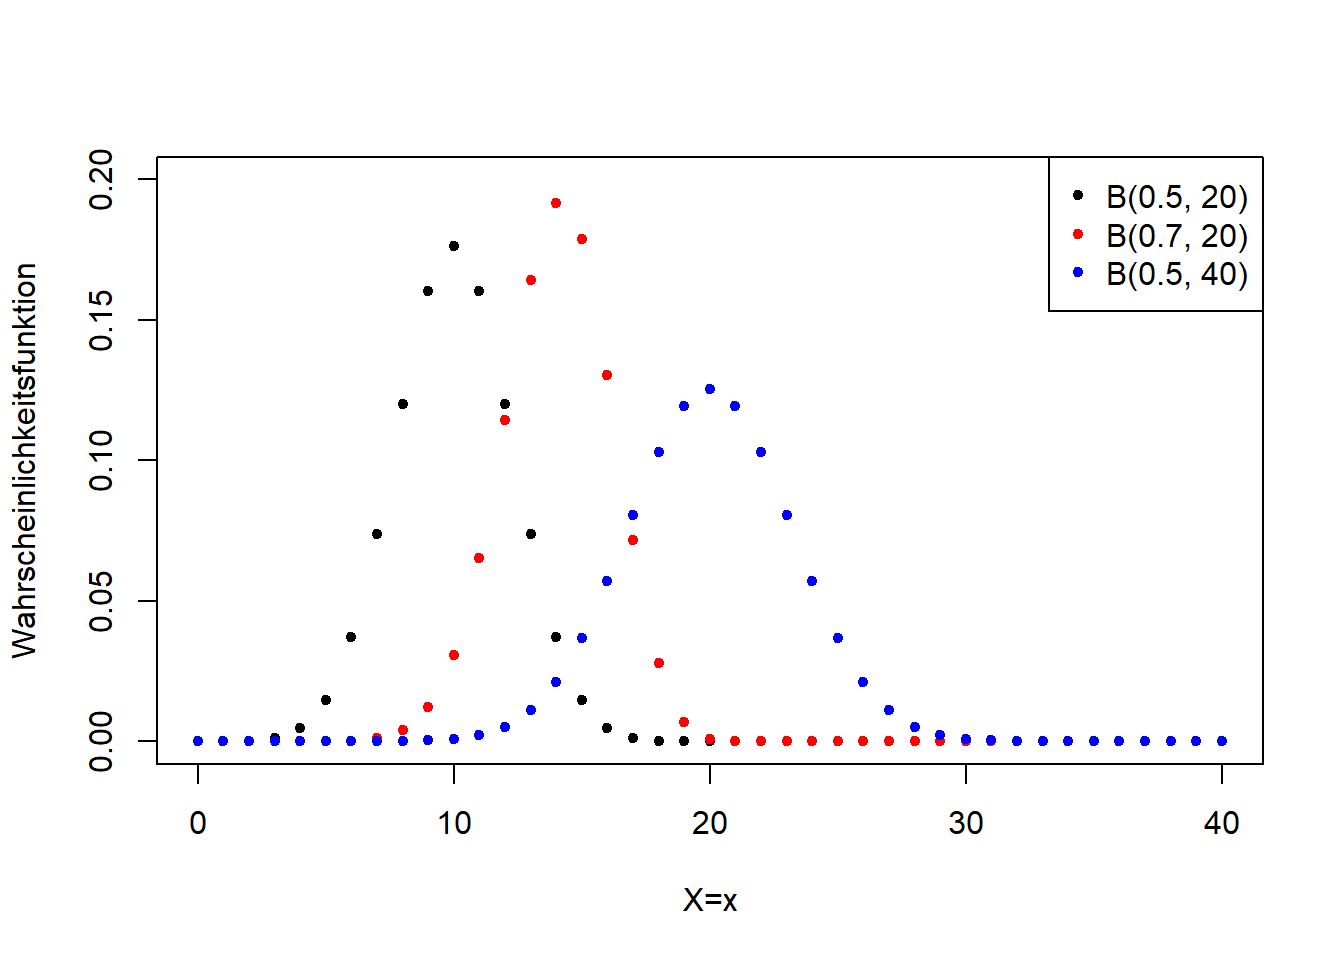 B(0.5, 20)
B(0.7, 20)
B(0.5, 40)
Wahrscheinlichkeitsfunktion
0.20
0.15
0.10
0.05
0.00
0 10 20 30 40
X=x